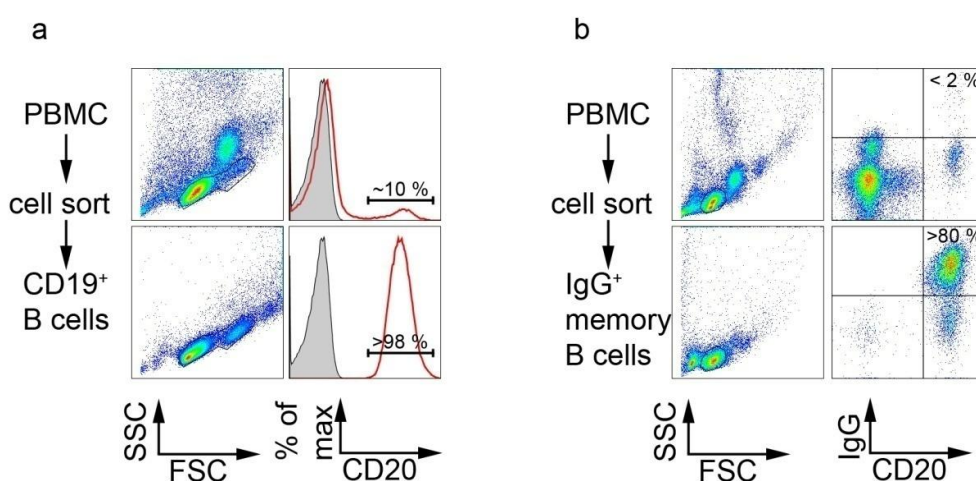 a
PBMC
cell sort
CD19+
B cells
~10 %
>98 %
SSC
FSC
% of
max
CD20
b
PBMC
cell sort
IgG+
memory
B cells
< 2 %
>80 %
SSC
FSC
IgG
CD20